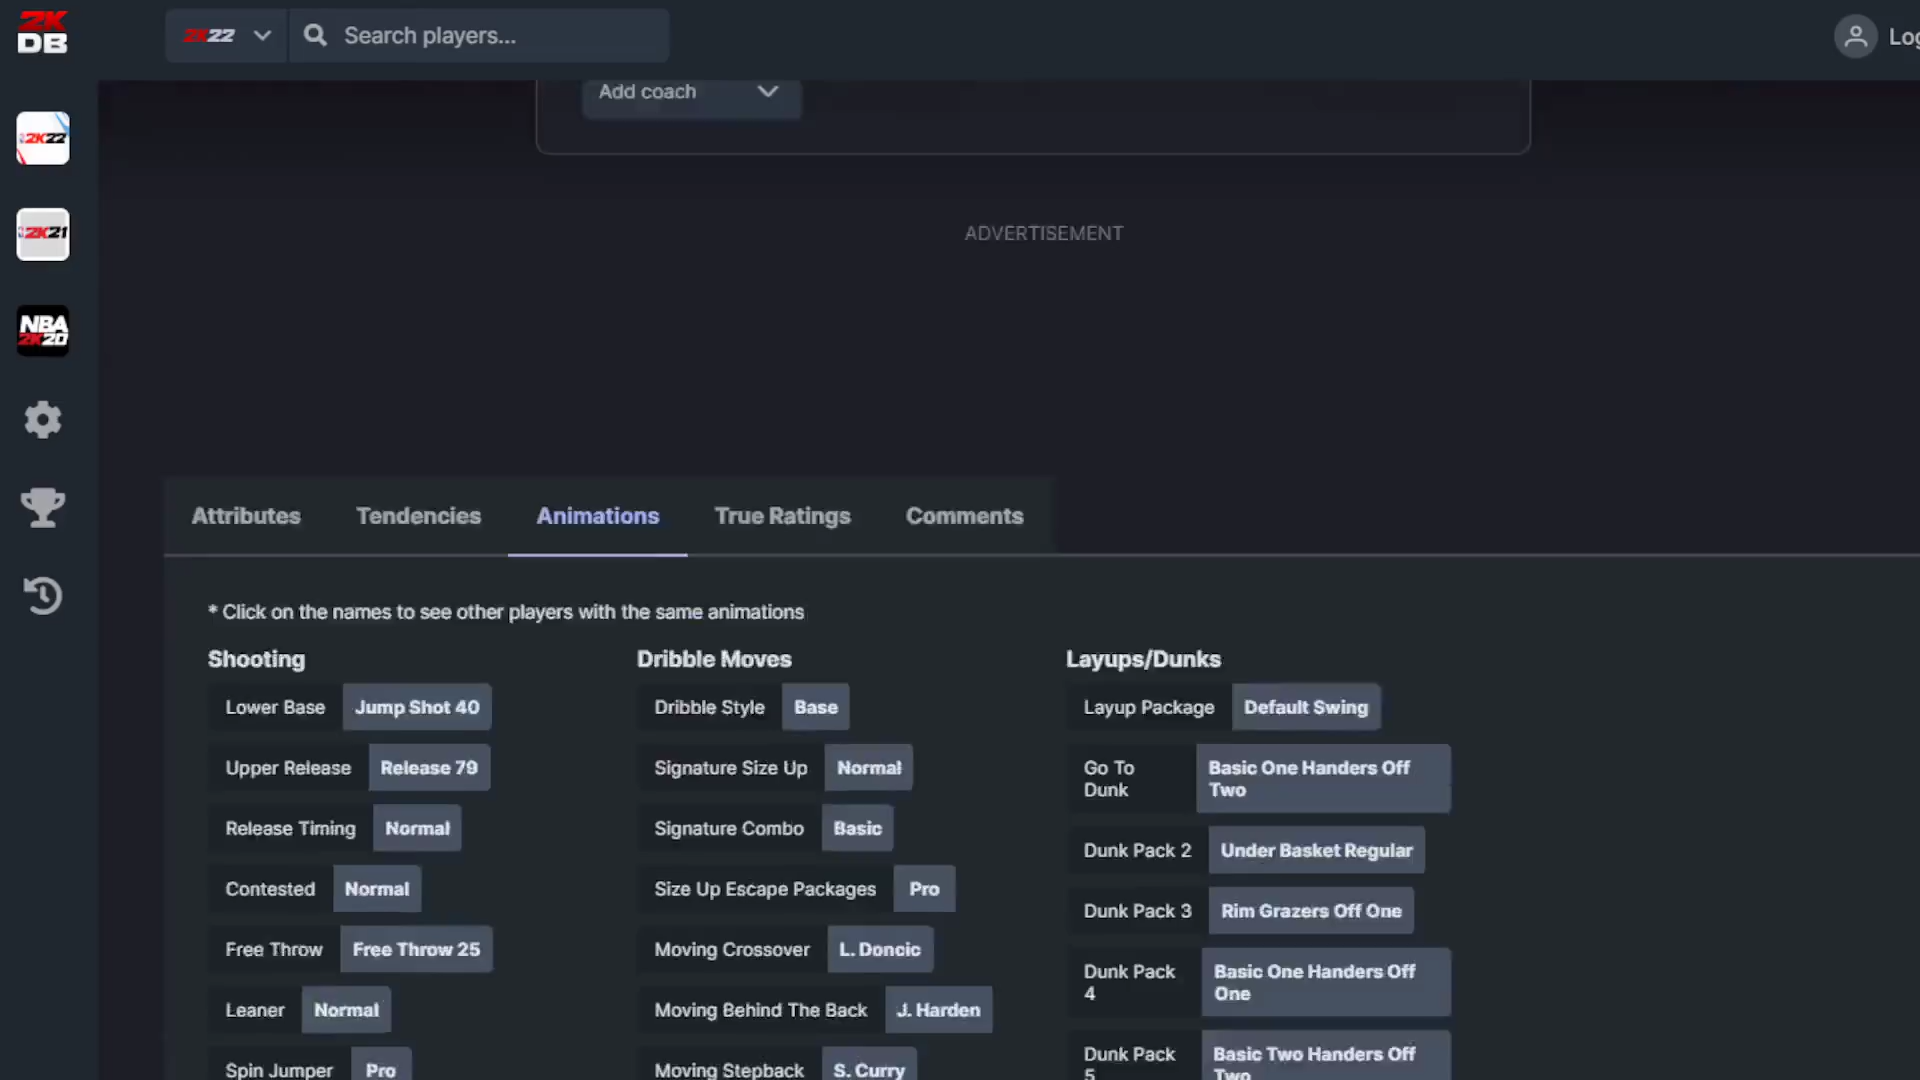 2K
DB
2K22
Search players...
Log
2K22
2K21
NBA
2K20
Add coach
ADVERTISEMENT
Attributes
Tendencies
Animations
True Ratings
Comments
* Click on the names to see other players with the same animations
Shooting
Lower Base Jump Shot 40
Upper Release Release 79
Release Timing Normal
Contested Normal
Free Throw Free Throw 25
Leaner Normal
Spin Jumper Pro
Dribble Moves
Dribble Style Base
Signature Size Up Normal
Signature Combo Basic
Size Up Escape Packages Pro
Moving Crossover L. Doncic
Moving Behind The Back J. Harden
Moving Stepback S. Curry
Layups/Dunks
Layup Package Default Swing
Go To
Dunk
Basic One Handers Off
Two
Dunk Pack 2 Under Basket Regular
Dunk Pack 3 Rim Grazers Off One
Dunk Pack
4
Basic One Handers Off
One
Dunk Pack
5
Basic Two Handers Off
Two